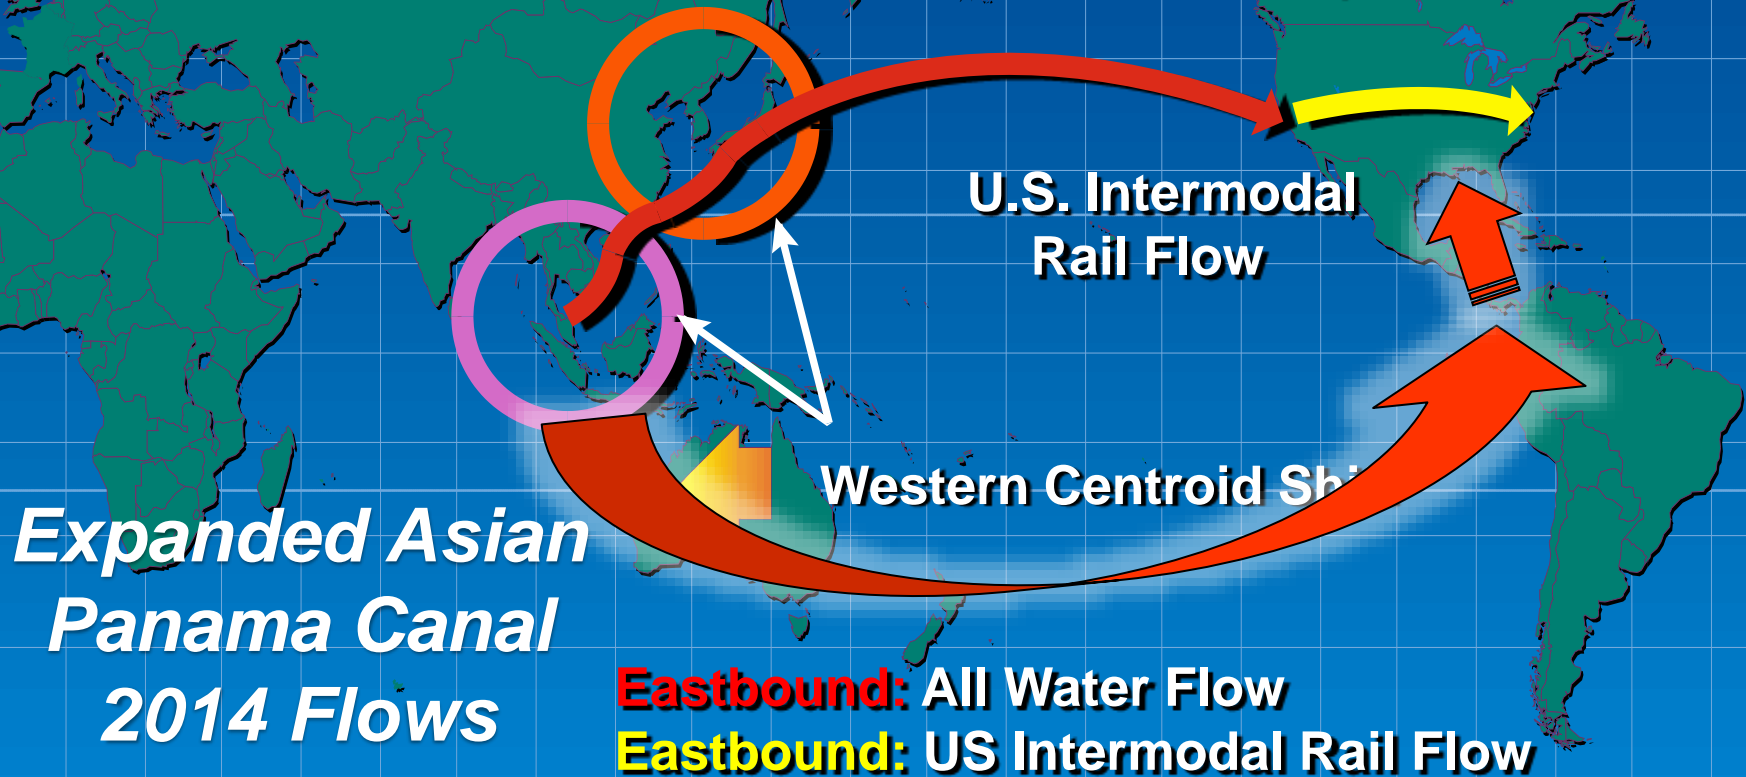 U.S. Intermodal
Rail Flow
Western Centroid
Expanded Asian
Panama Canal
2014 Flows
Eastbound: All Water Flow
Eastbound: US Intermodal Rail Flow